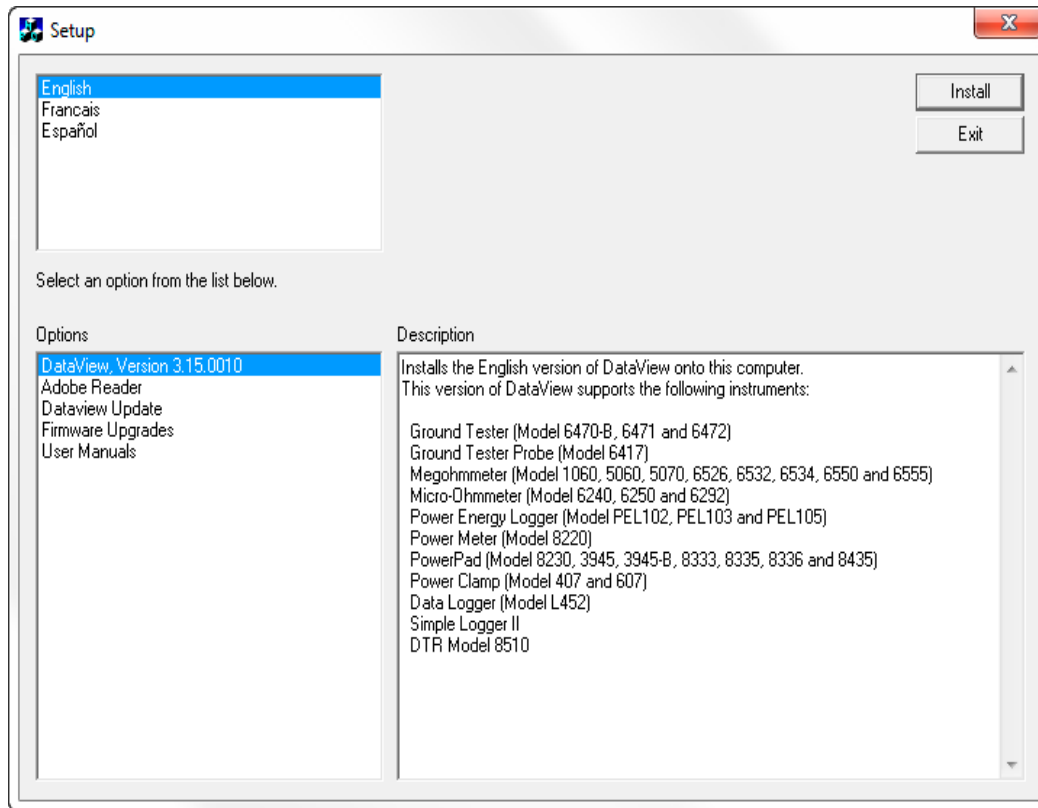 Setup
English
Francais
Español
Install
Exit
Select an option from the list below.
Options
DataView, Version 3.15.0010
Adobe Reader
Dataview Update
Firmware Upgrades
User Manuals
Description
Installs the English version of DataView onto this computer.
This version of DataView supports the following instruments:
Ground Tester (Model 6470-B, 6471 and 6472)
Ground Tester Probe (Model 6417)
Megohmmeter (Model 1060, 5060, 5070, 6526, 6532, 6534, 6550 and 6555)
Micro-Ohmmeter (Model 6240, 6250 and 6292)
Power Energy Logger (Model PEL102, PEL103 and PEL105)
Power Meter (Model 8220)
PowerPad (Model 8230, 3945, 3945-B, 8333, 8335, 8336 and 8435)
Power Clamp (Model 407 and 607)
Data Logger (Model L452)
Simple Logger II
DTR Model 8510